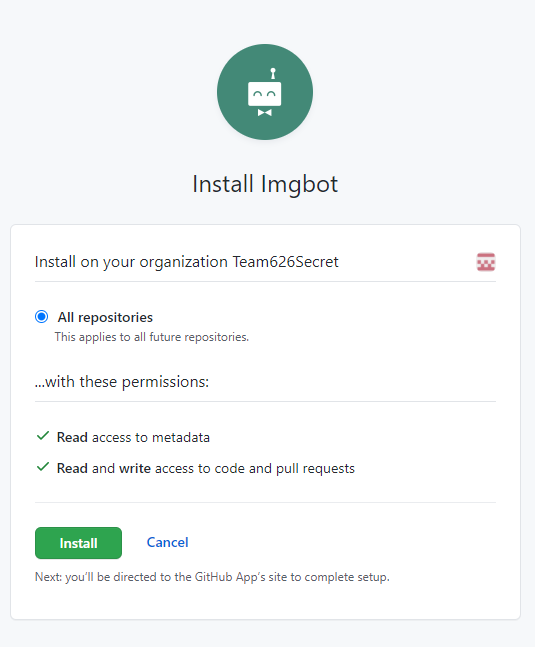 Install Imgbot
Install on your organization Team626Secret
All repositories
This applies to all future repositories.
...with these permissions:
Read access to metadata
Read and write access to code and pull requests
Install Cancel
Next: you'll be directed to the GitHub App's site to complete setup.